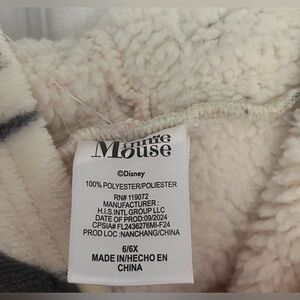 Minnie
Mouse
©Disney
100% POLYESTER/POLIESTER
RN# 119072
MANUFACTURER :
H.I.S.INTL GROUP LLC
DATE OF PROD:09/2024
CPSIA# FL2436276MI-F24
PROD LOC :NANCHANG/CHINA
6/6X
MADE IN/HECHO EN
CHINA